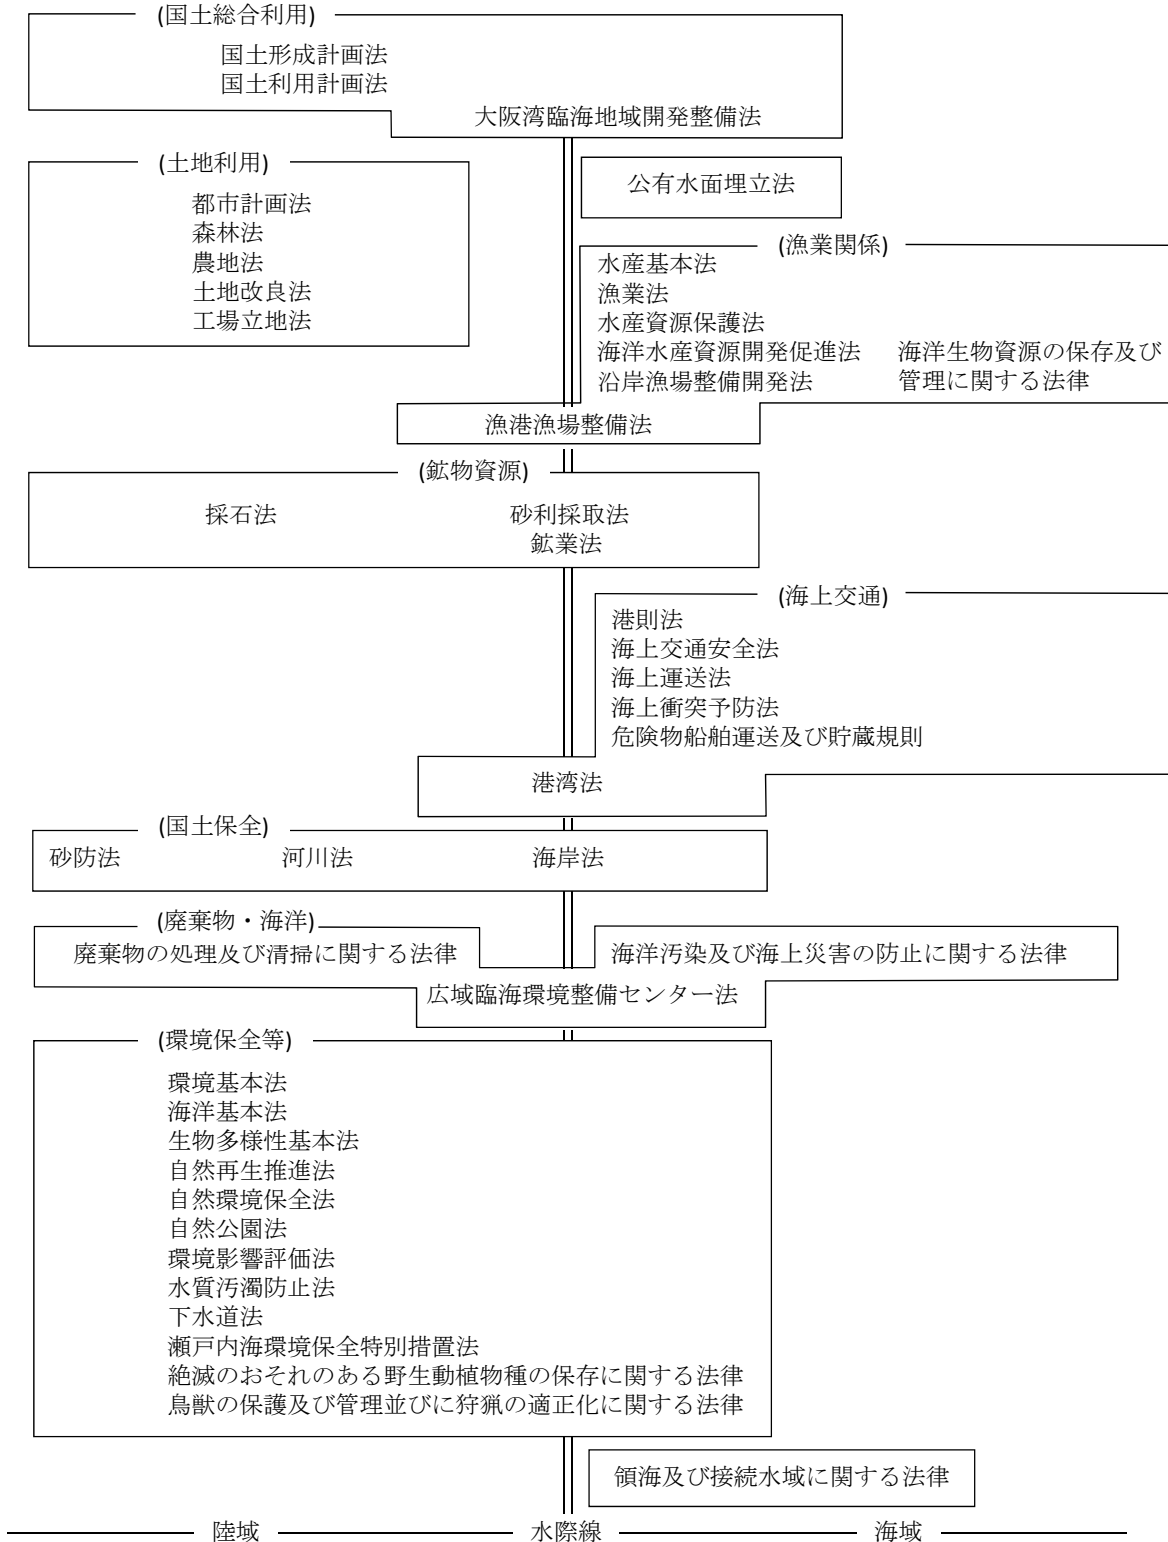 (国土総合利用)
国土形成計画法
国土利用計画法
大阪湾臨海地域開発整備法
(土地利用)
都市計画法
森林法
農地法
土地改良法
工場立地法
公有水面埋立法
(漁業関係)
水産基本法
漁業法
水産資源保護法
海洋水産資源開発促進法
沿岸漁場整備開発法
海洋生物資源の保存及び
管理に関する法律
漁港漁場整備法
(鉱物資源)
採石法
砂利採取法
鉱業法
(海上交通)
港則法
海上交通安全法
海上運送法
海上衝突予防法
危険物船舶運送及び貯蔵規則
港湾法
(国土保全)
砂防法
河川法
海岸法
(廃棄物・海洋)
廃棄物の処理及び清掃に関する法律
海洋汚染及び海上災害の防止に関する法律
広域臨海環境整備センター法
(環境保全等)
環境基本法
海洋基本法
生物多様性基本法
自然再生推進法
自然環境保全法
自然公園法
環境影響評価法
水質汚濁防止法
下水道法
瀬戸内海環境保全特別措置法
絶滅のおそれのある野生動植物種の保存に関する法律
鳥獣の保護及び管理並びに狩猟の適正化に関する法律
領海及び接続水域に関する法律
陸域
水際線
海域